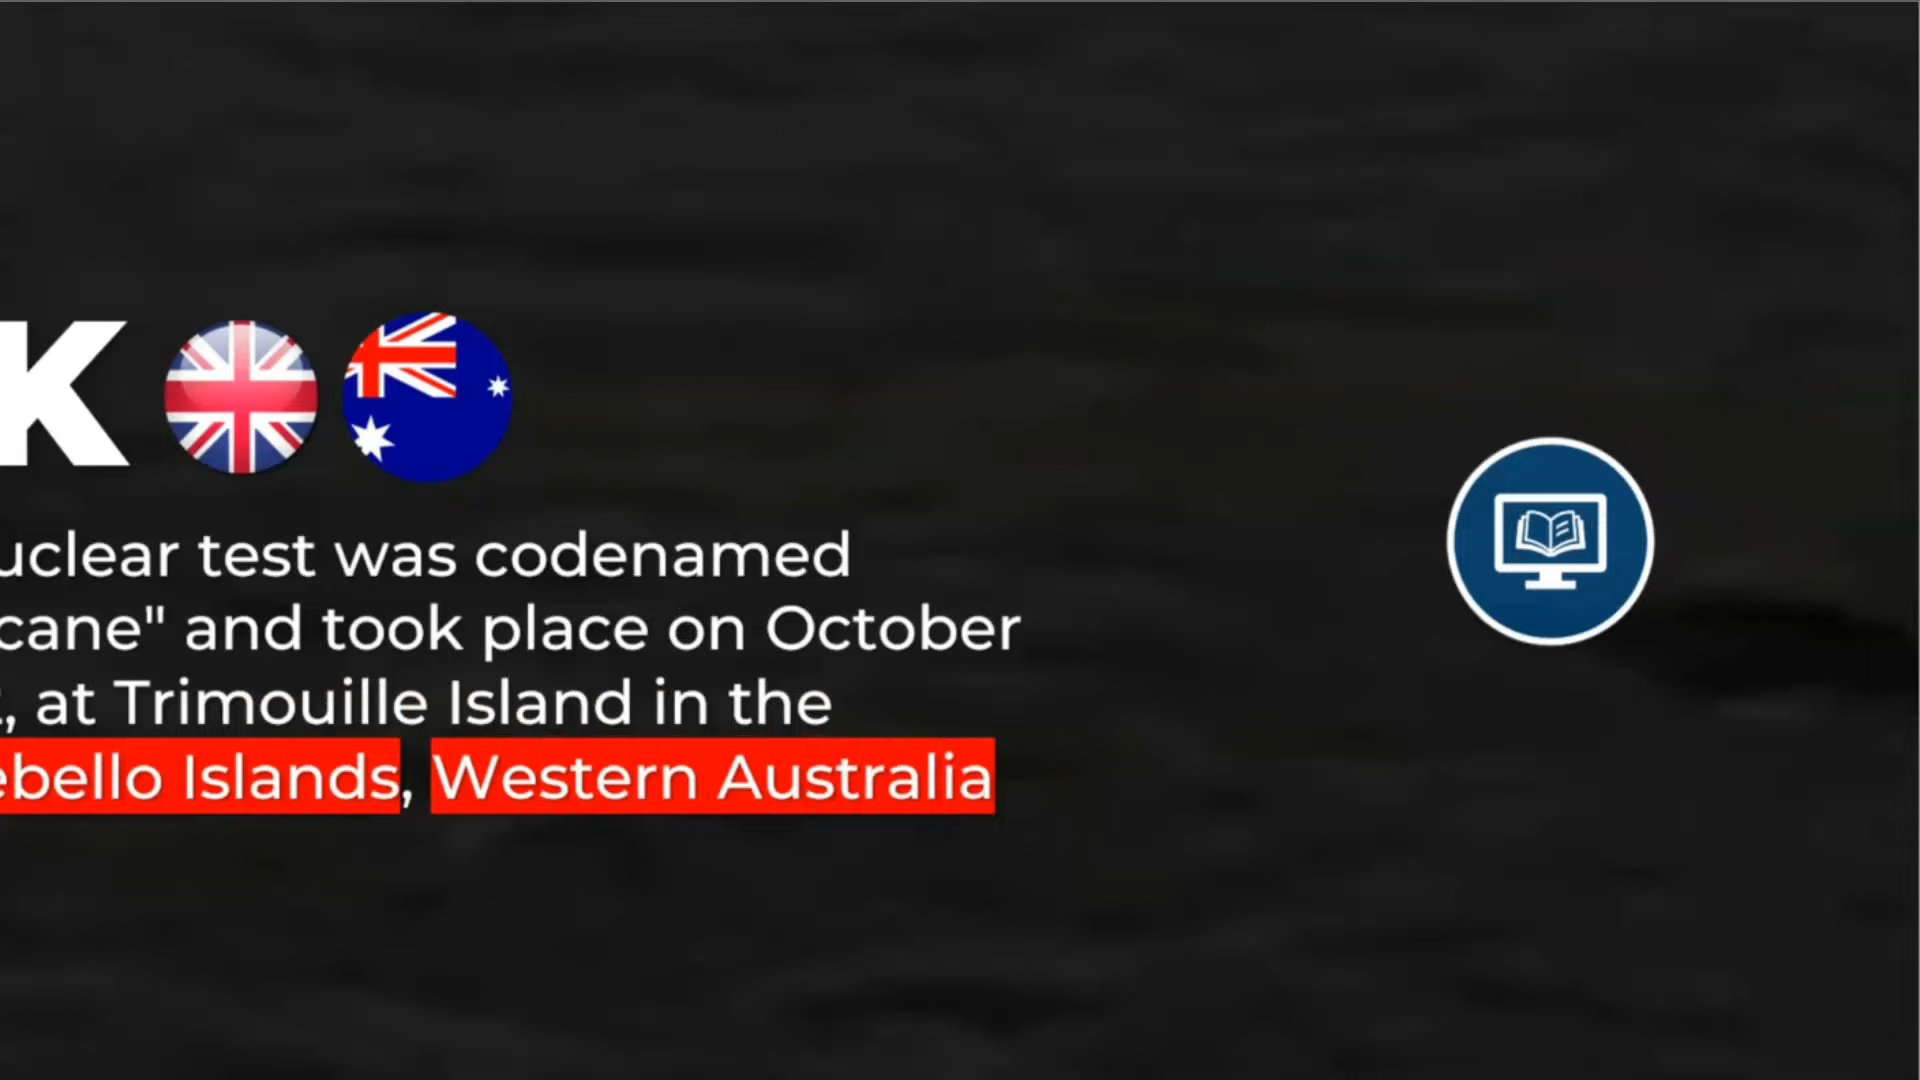 K
uclear test was codenamed
cane" and took place on October
, at Trimouille Island in the
ebello Islands, Western Australia